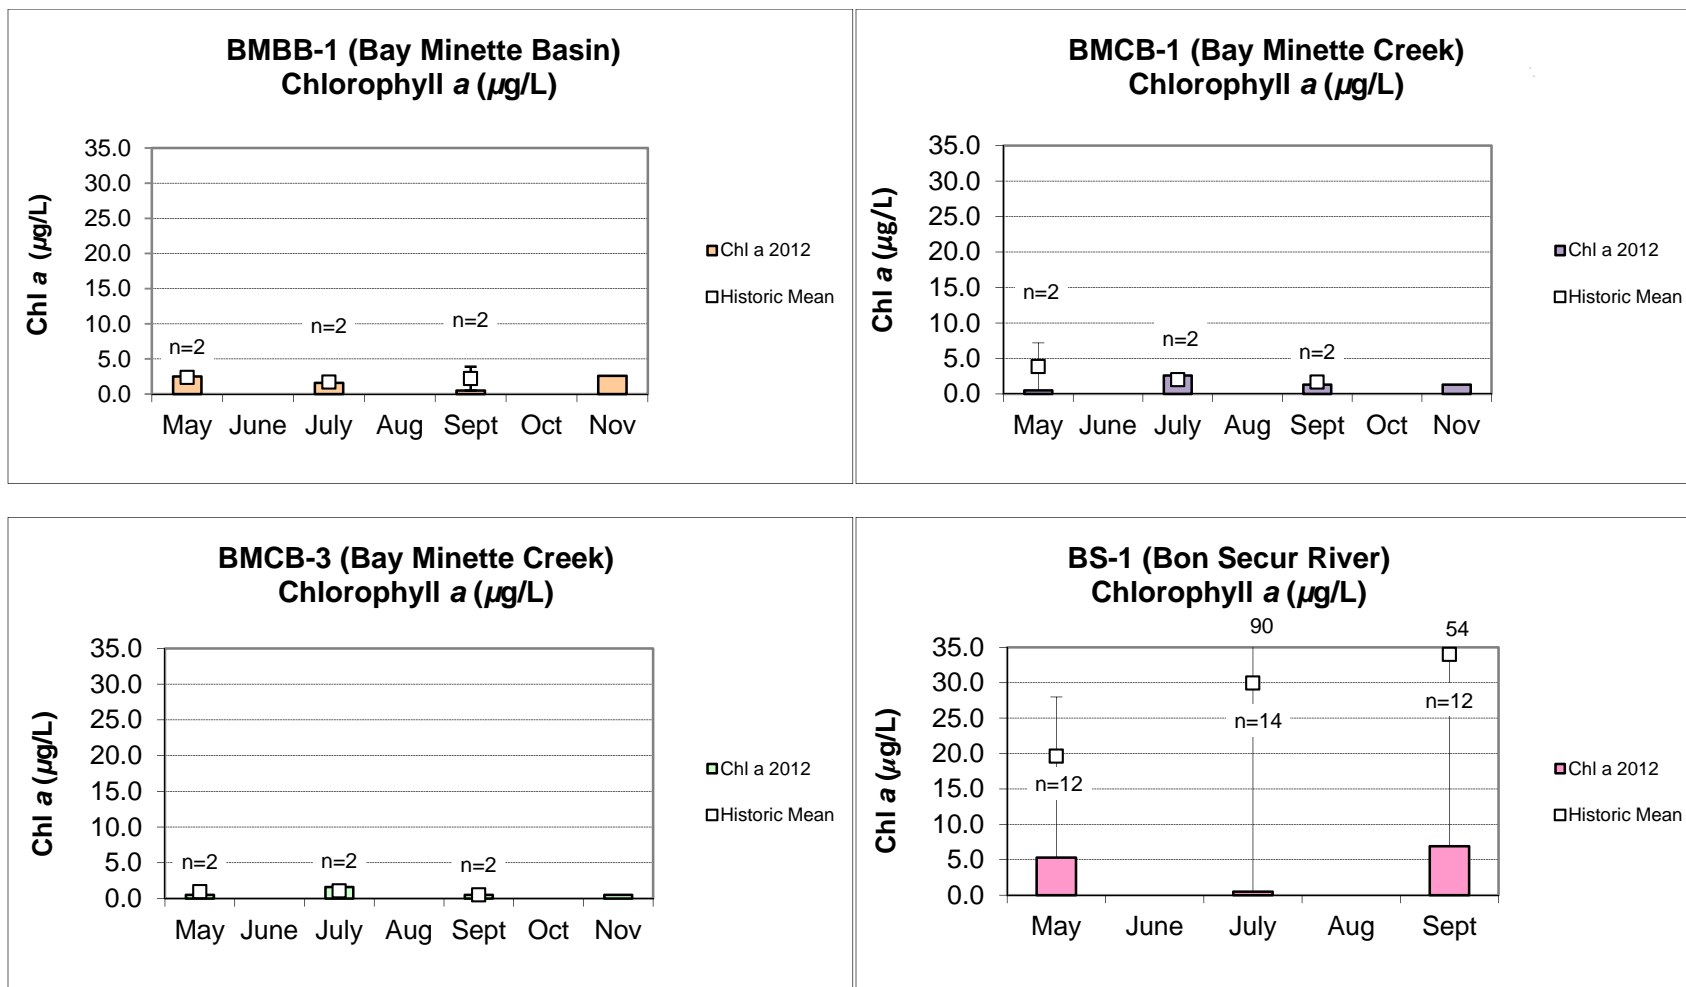 BMBB-1 (Bay Minette Basin)
Chlorophyll a (µg/L)
Chl a (µg/L)
35.0
30.0
25.0
20.0
15.0
10.0
5.0
0.0
n=2
n=2
n=2
May June July Aug Sept Oct Nov
Chl a 2012
Historic Mean
BMCB-1 (Bay Minette Creek)
Chlorophyll a (µg/L)
Chl a (µg/L)
35.0
30.0
25.0
20.0
15.0
10.0
5.0
0.0
n=2
n=2
n=2
May June July Aug Sept Oct Nov
Chl a 2012
Historic Mean
BMCB-3 (Bay Minette Creek)
Chlorophyll a (µg/L)
Chl a (µg/L)
35.0
30.0
25.0
20.0
15.0
10.0
5.0
0.0
n=2
n=2
n=2
May June July Aug Sept Oct Nov
Chl a 2012
Historic Mean
BS-1 (Bon Secur River)
Chlorophyll a (µg/L)
90 54
Chl a (µg/L)
35.0
30.0
25.0
20.0
15.0
10.0
5.0
0.0
n=12
n=14
n=12
May June July Aug Sept
Chl a 2012
Historic Mean